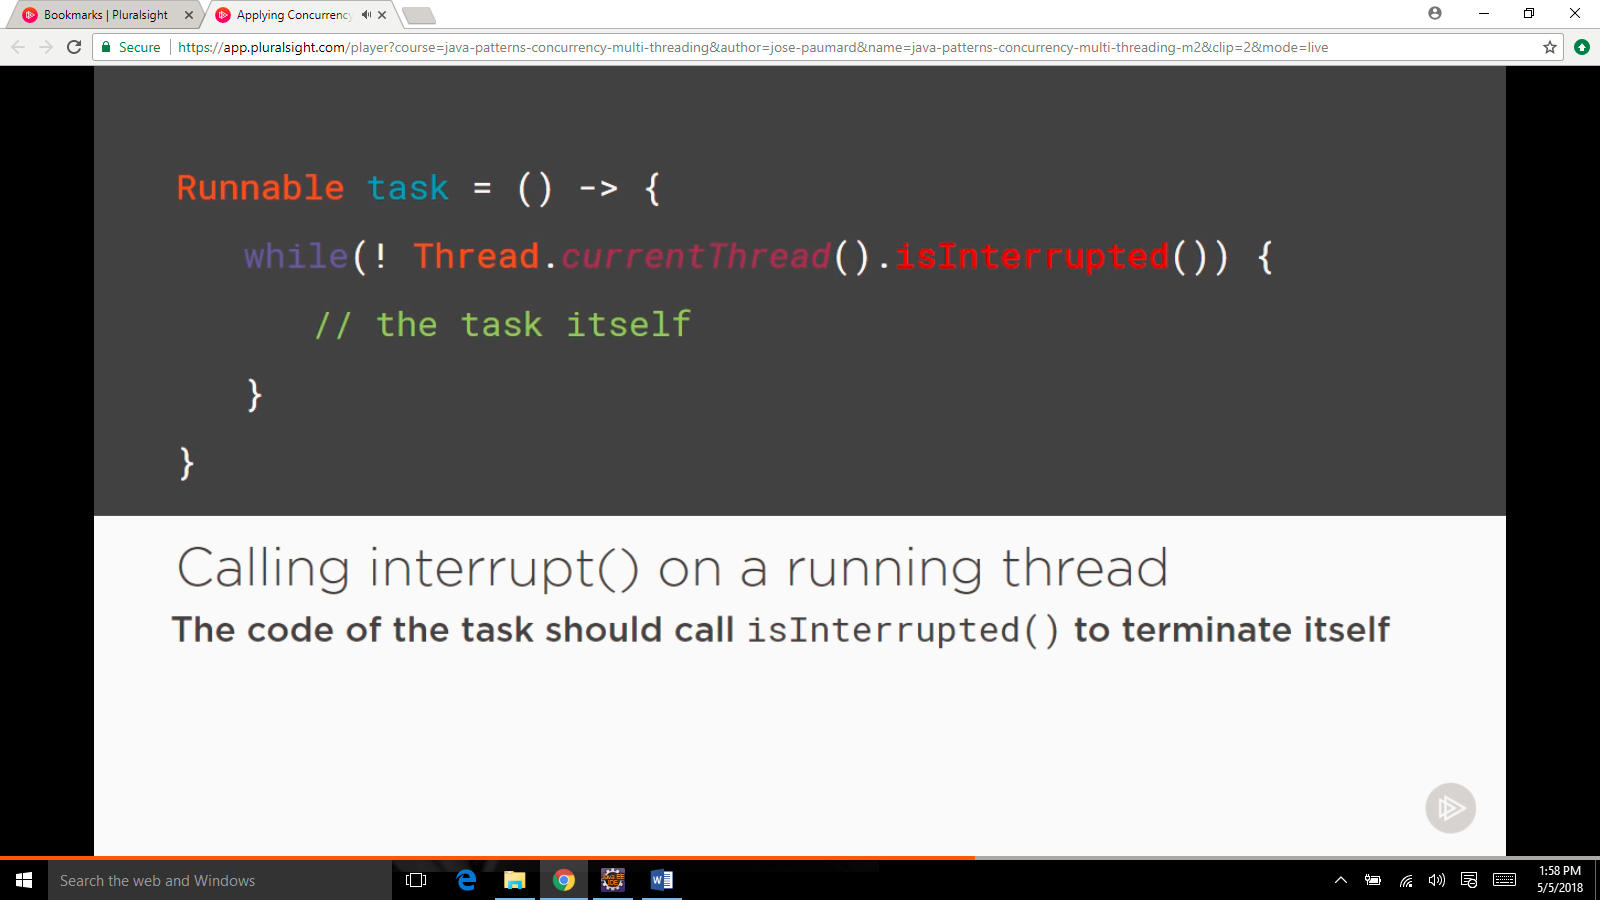 Bookmarks | Pluralsight
Applying Concurrency
Secure
https://app.pluralsight.com/player?course=java-patterns-concurrency-multi-threading&author=jose-paumard&name=java-patterns-concurrency-multi-threading-m2&clip=2&mode=live
Runnable task = () -> {
while(! Thread.currentThread().isInterrupted()) {
// the task itself
}
}
Calling interrupt() on a running thread
The code of the task should call isInterrupted() to terminate itself
Search the web and Windows
1:58 PM
5/5/2018